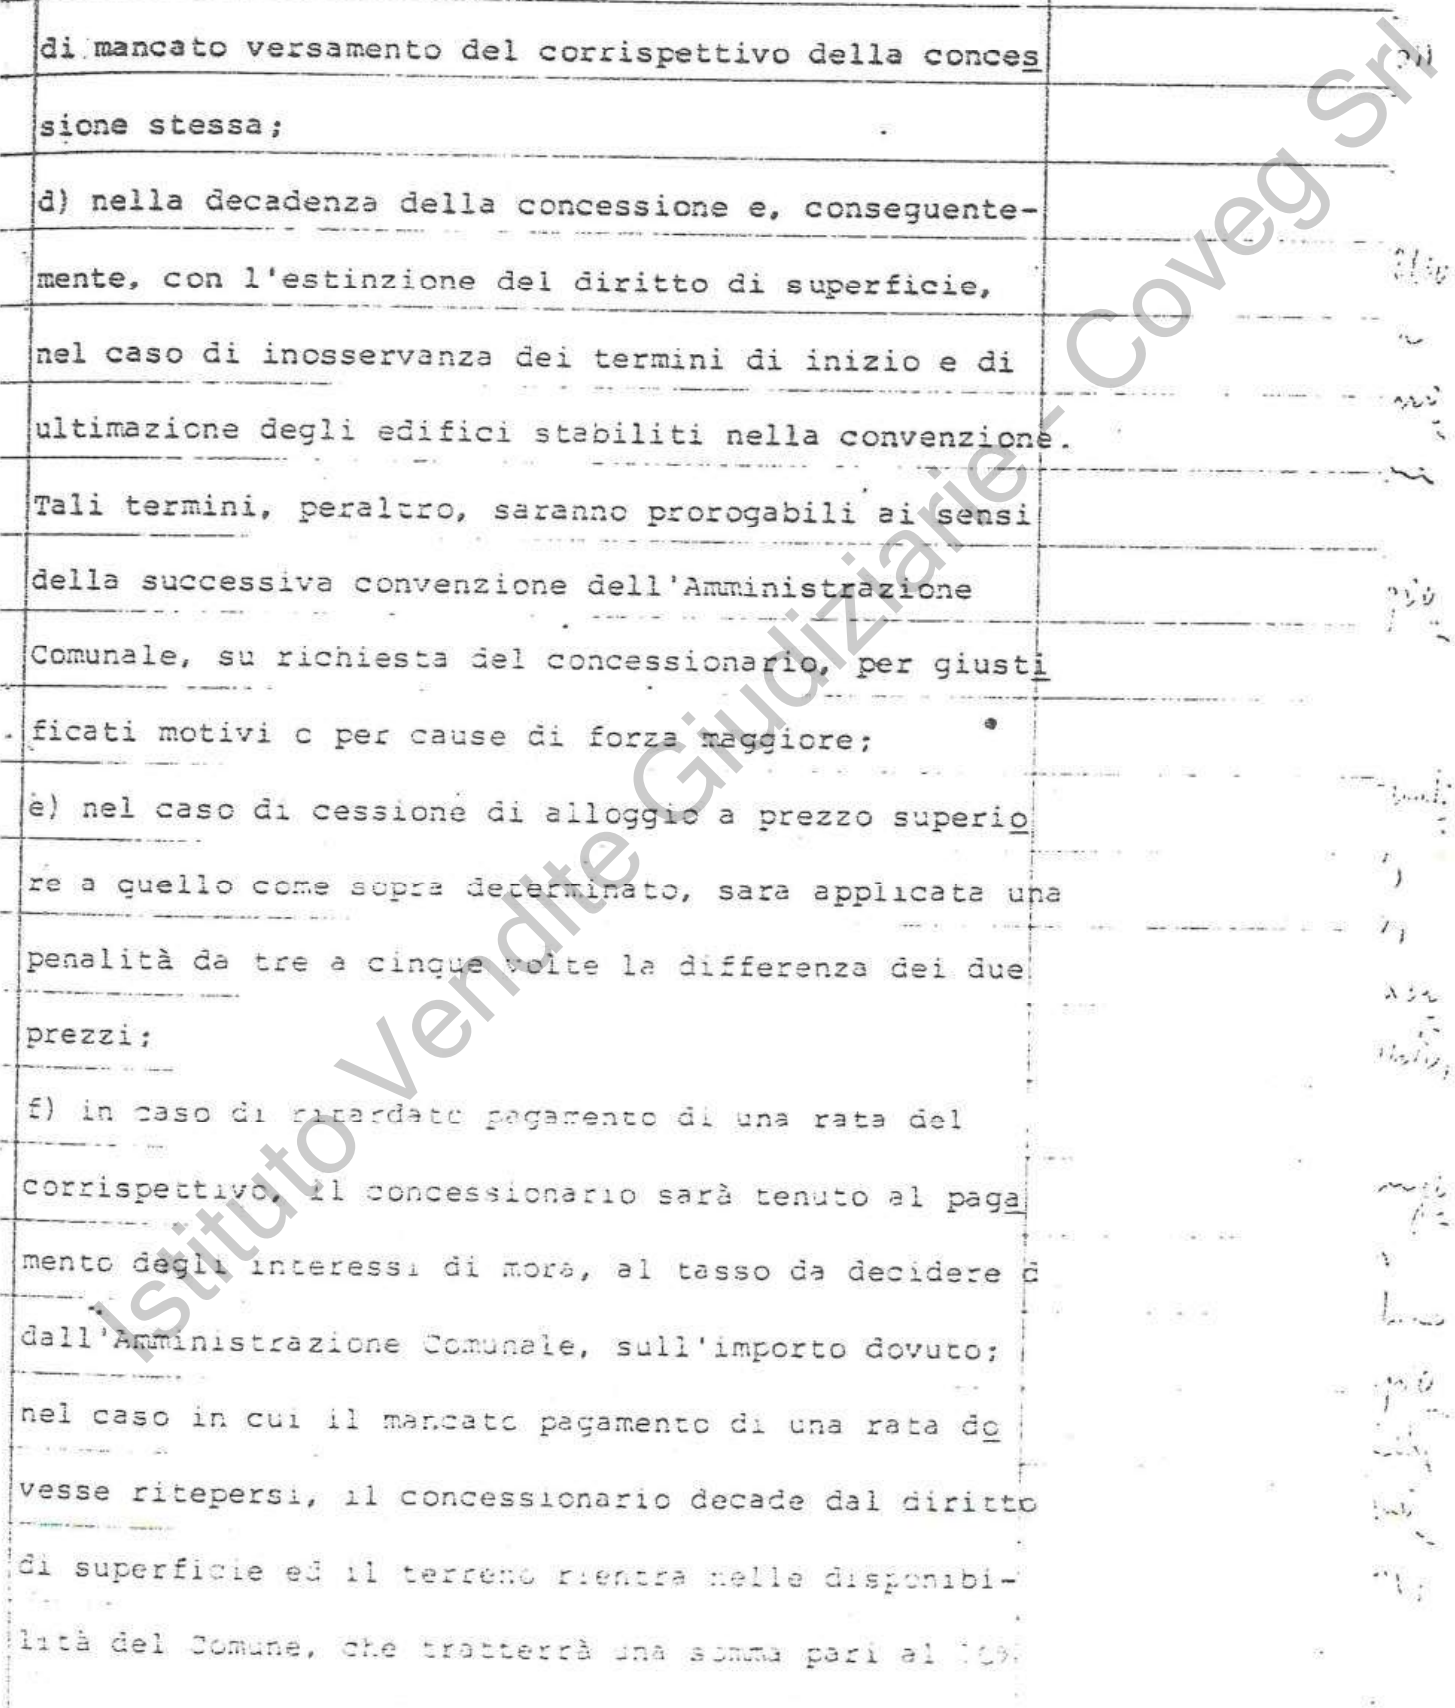 di mancato versamento del corrispettivo della conces
sione stessa;
d) nella decadenza della concessione e, conseguente-
mente, con l'estinzione del diritto di superficie,
nel caso di inosservanza dei termini di inizio e di
ultimazione degli edifici stabiliti nella convenzione.
Tali termini, peraltro, saranno prorogabili ai sensi
della successiva convenzione dell'Amministrazione
Comunale, su richiesta del concessionario, per giusti
ficati motivi o per cause di forza maggiore;
e) nel caso di cessione di alloggio a prezzo superio
re a quello come sopra determinato, sara applicata una
penalità da tre a cinque volte la differenza dei due
prezzi;
f) in caso di ritardato pagamento di una rata del
corrispettivo, il concessionario sarà tenuto al paga
mento degli interessi di mora, al tasso da decidere d
dall'Amministrazione Comunale, sull'importo dovuto;
nel caso in cui il mancato pagamento di una rata do
vesse ritepersi, il concessionario decade dal diritto
di superficie ed il terreno rientra nelle disponibi-
lità del Comune, che tratterrà una somma pari al
Istituto Vendite Giudiziarie - Coveg Srl